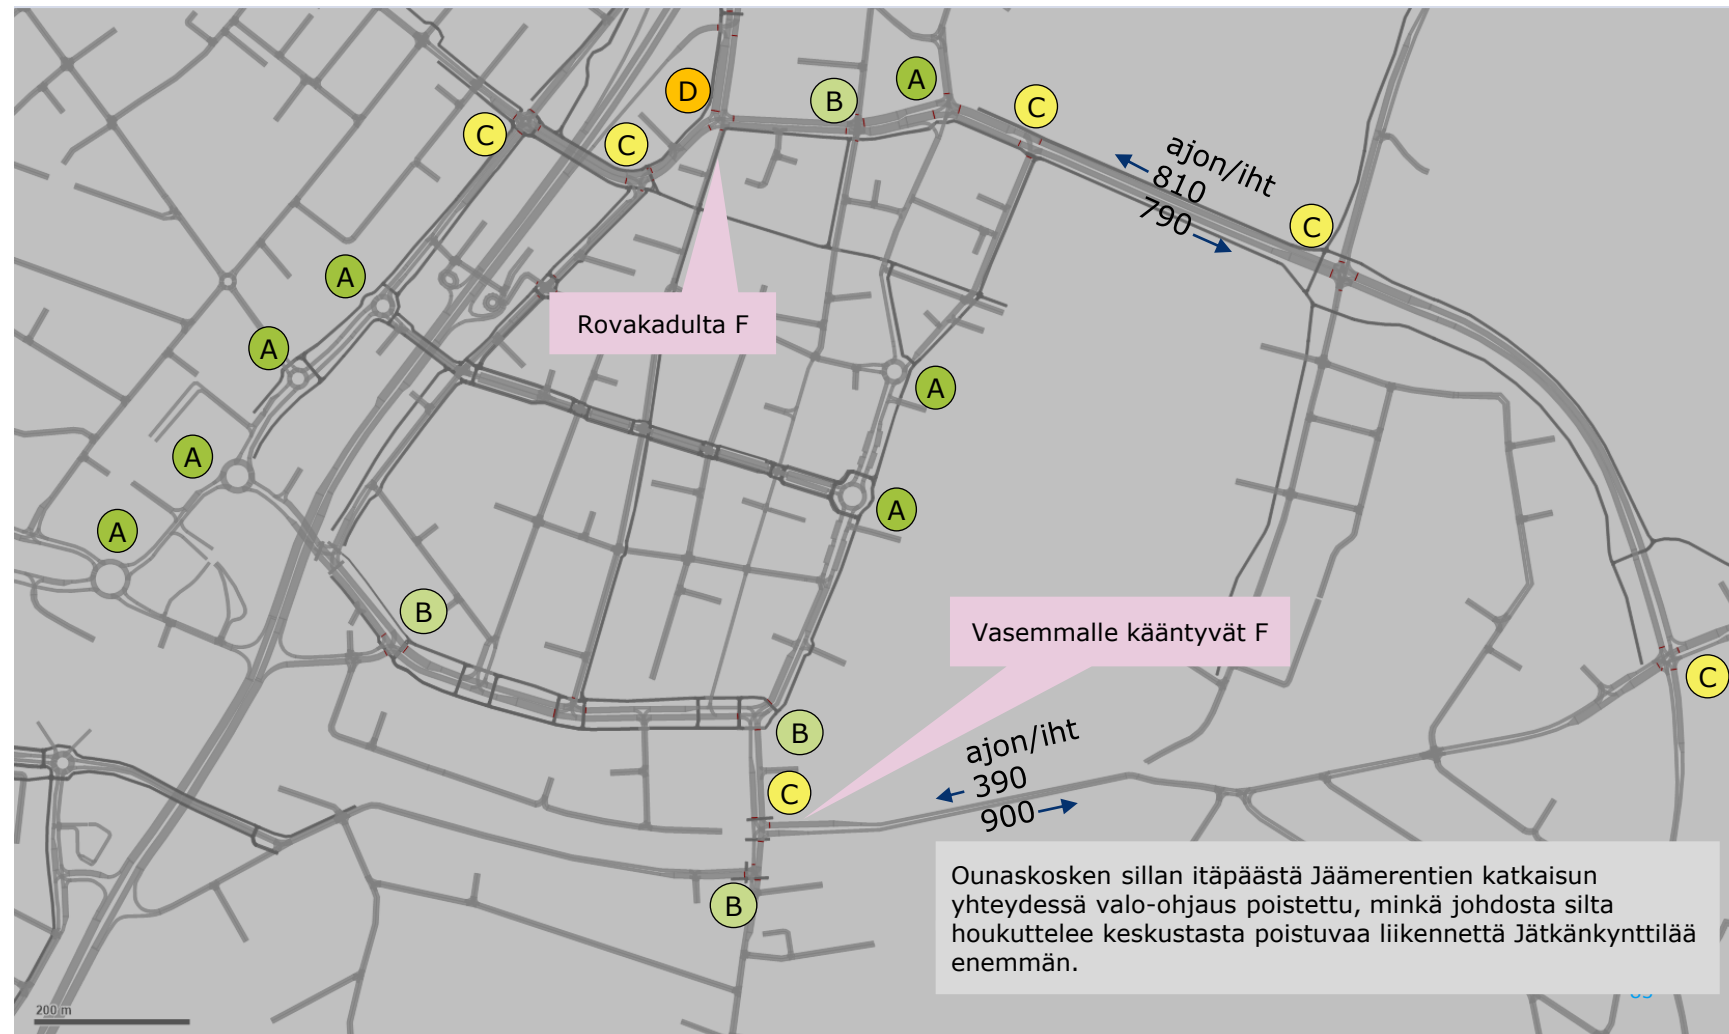 D
A
B
C
C
C
ajon/iht
810
790
C
A
Rovakadulta F
A
A
A
A
A
B
Vasemmalle kääntyvät F
C
B
ajon/iht
390
900
C
B
Ounaskosken sillan itäpäästä Jäämerentien katkaisun
yhteydessä valo-ohjaus poistettu, minkä johdosta silta
houkuttelee keskustasta poistuvaa liikennettä Jätkänkynttilää
enemmän.
200 m